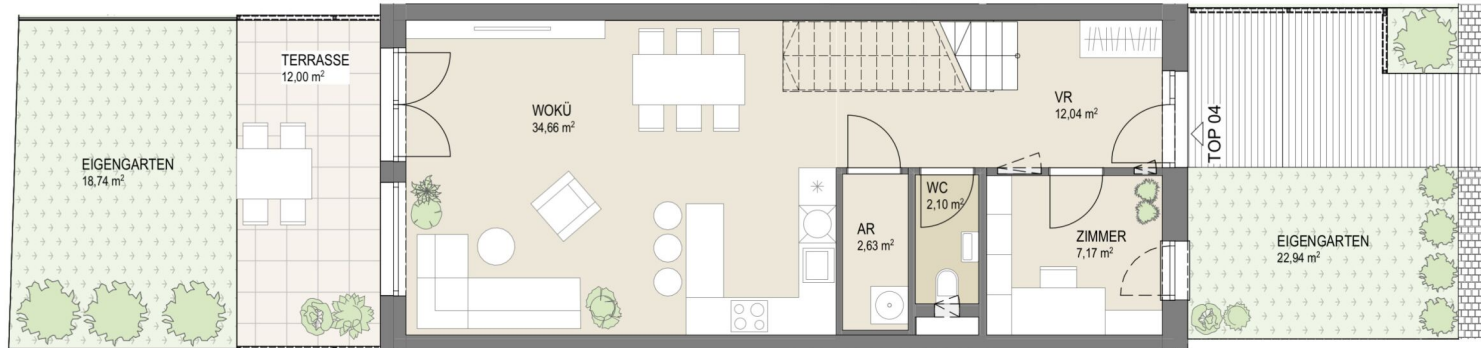 EIGENGARTEN
18,74 m²
TERRASSE
12,00 m²
WOKÜ
34,66 m²
VR
12,04 m²
AR
2,63 m²
WC
2,10 m²
ZIMMER
7,17 m²
TOP 04
EIGENGARTEN
22,94 m²